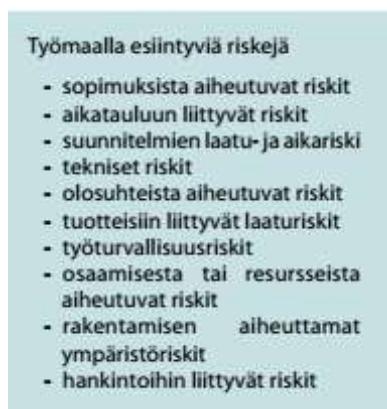 Työmaalla esiintyviä riskejä
- sopimuksista aiheutuvat riskit
- aikatauluun liittyvät riskit
- suunnitelmien laatu- ja aikariski
- tekniset riskit
- olosuhteista aiheutuvat riskit
- tuotteisiin liittyvät laaturiskit
- työturvallisuusriskit
- osaamisesta tai resursseista
aiheutuvat riskit
- rakentamisen aiheuttamat
ympäristöriskit
- hankintoihin liittyvät riskit